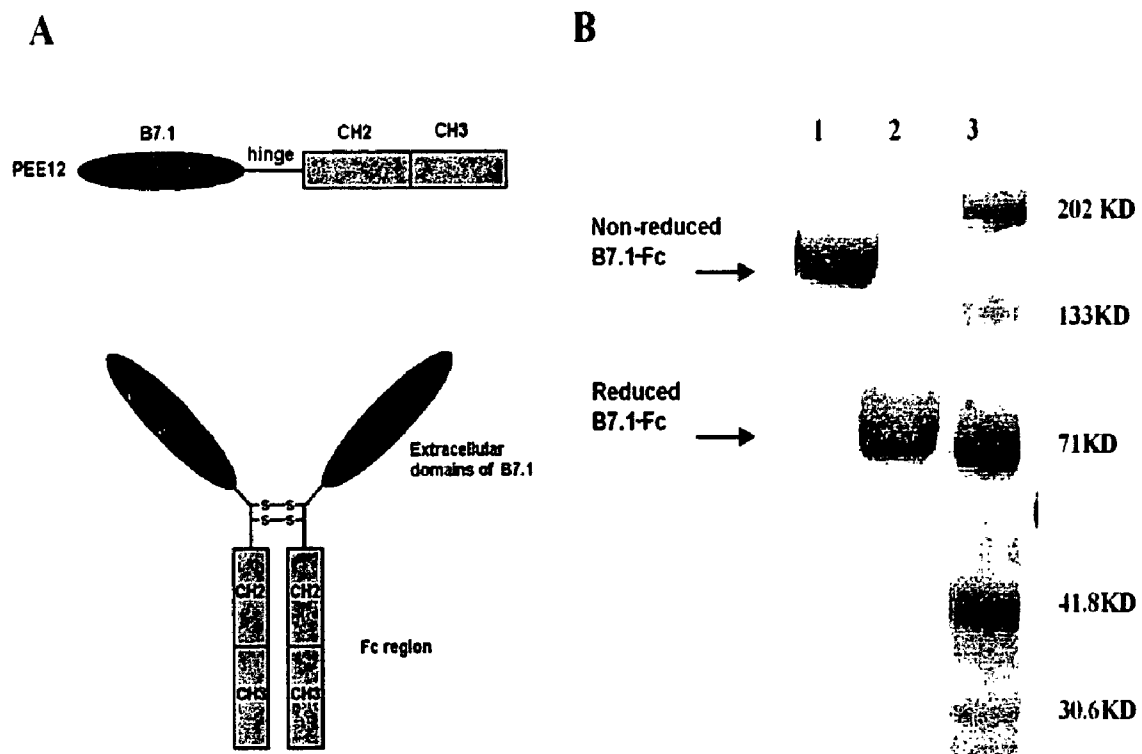 A
B
B7.1
CH2
CH3
hinge
PEE12
Extracellular
domains of B7.1
S S
S S
CH2
CH2
CH3
CH3
Fc region
1
2
3
Non-reduced
B7.1-Fc
Reduced
B7.1-Fc
202 KD
133KD
71KD
41.8KD
30.6KD